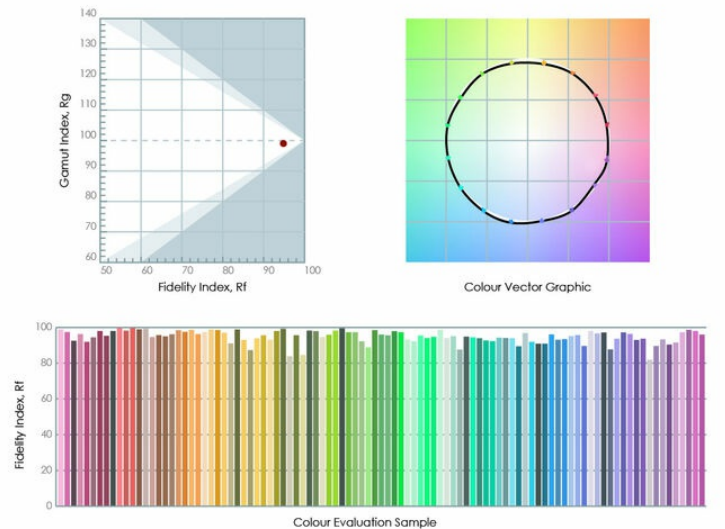 140
130
120
110
100
90
80
70
60
Gamut Index, Rg
50 60 70 80 90 100
Fidelity Index, Rf
Colour Vector Graphic
100
80
60
40
20
0
Fidelity Index, Rf
Colour Evaluation Sample